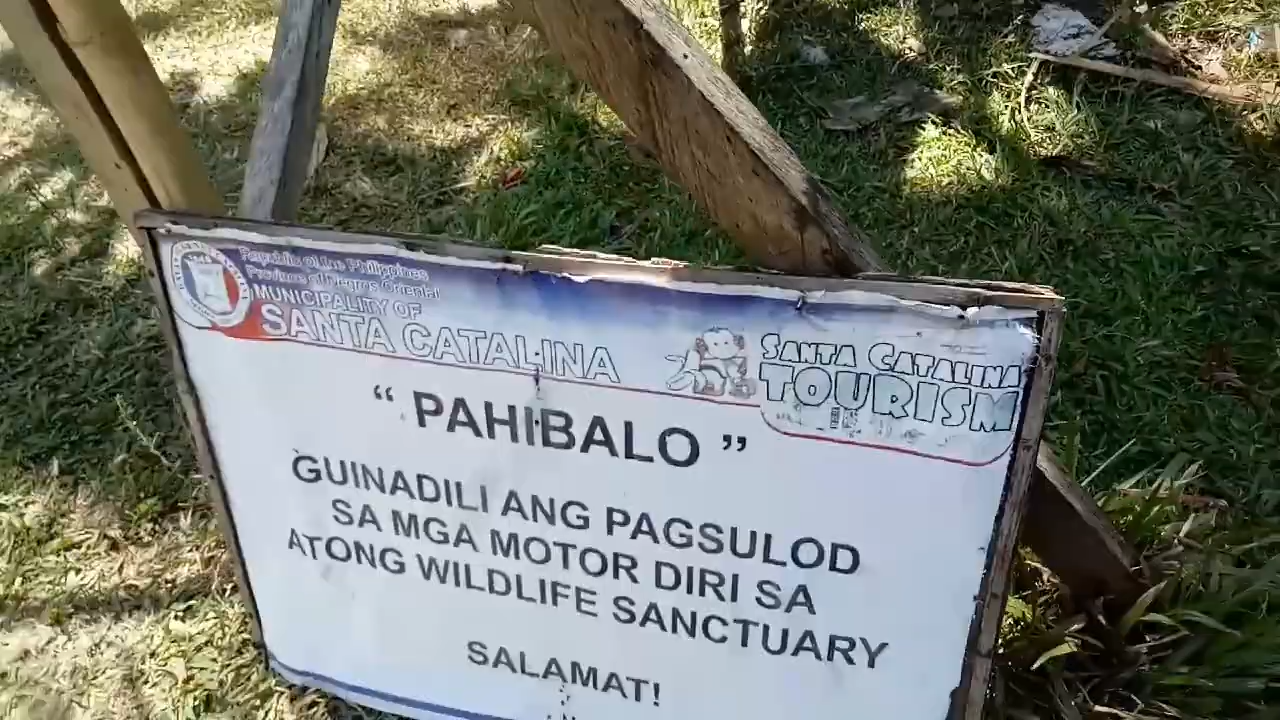 Republic of the Philippines
Province of Negros Oriental
MUNICIPALITY OF
SANTA CATALINA
SANTA CATALINA
TOURISM
“ PAHIBALO ”
GUINADILI ANG PAGSULOD
SA MGA MOTOR DIRI SA
ATONG WILDLIFE SANCTUARY
SALAMAT!